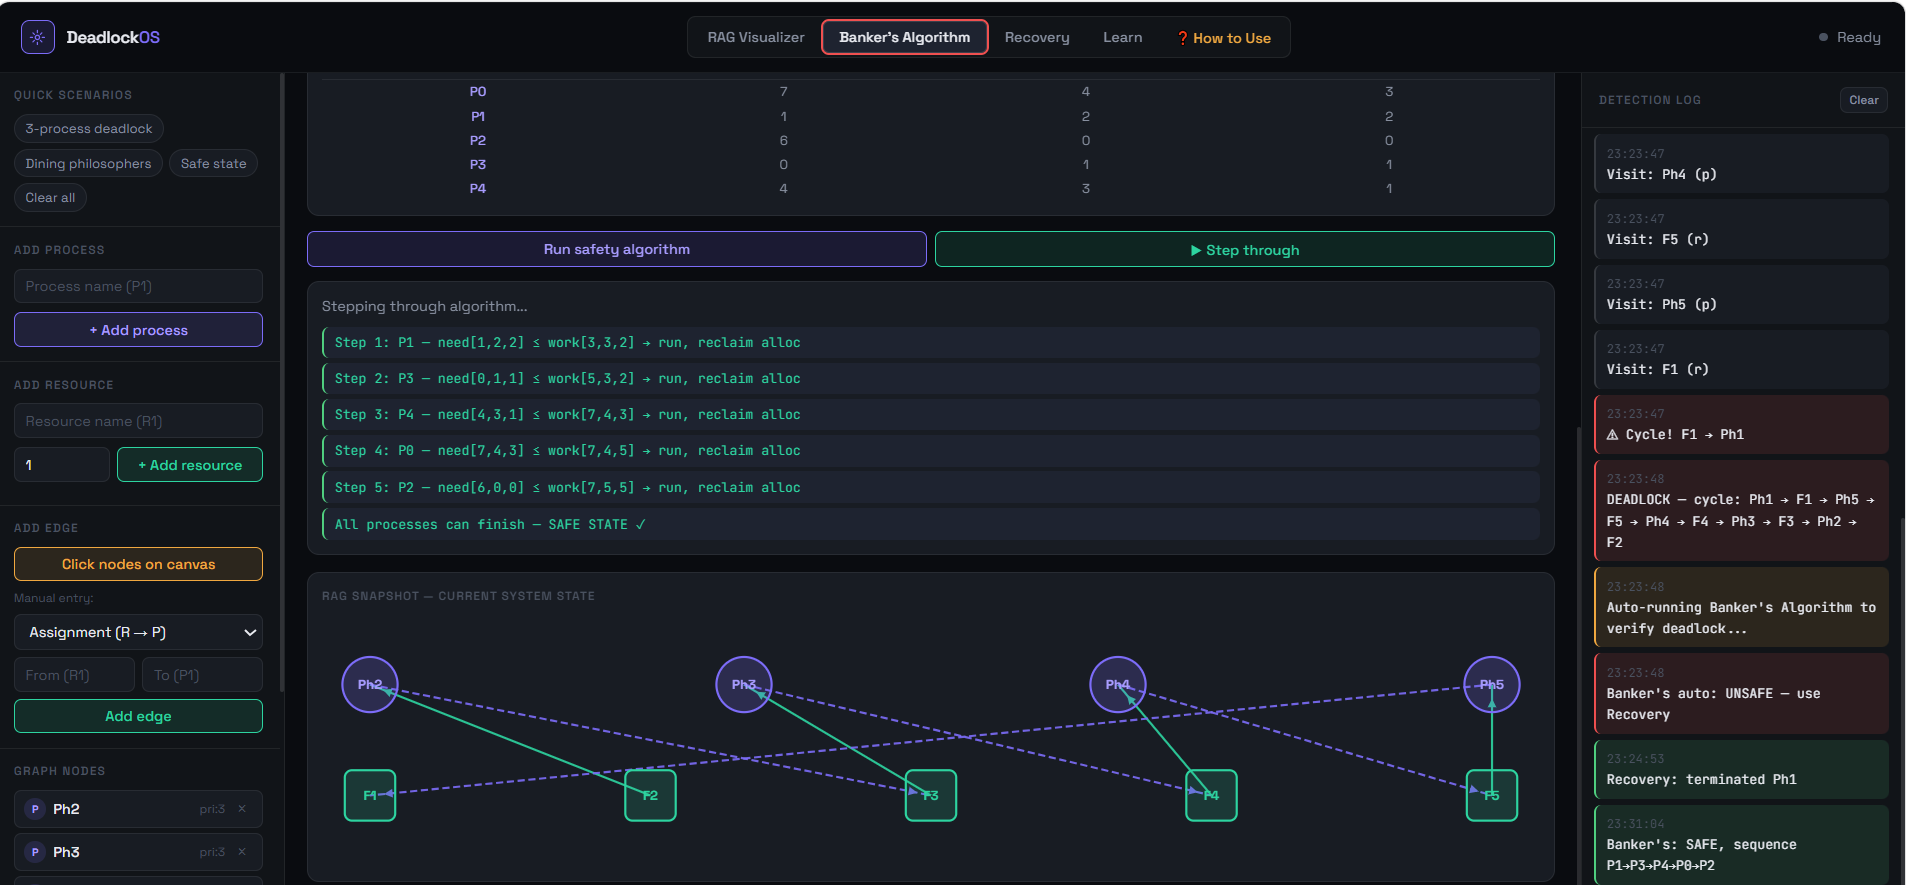 DeadlockOS
RAG Visualizer
Banker's Algorithm
Recovery
Learn
❓ How to Use
Ready
QUICK SCENARIOS
3-process deadlock
Dining philosophers
Safe state
Clear all
ADD PROCESS
Process name (P1)
+ Add process
ADD RESOURCE
Resource name (R1)
1
+ Add resource
ADD EDGE
Click nodes on canvas
Manual entry:
Assignment (R → P)
From (R1)
To (P1)
Add edge
GRAPH NODES
P Ph2 pri:3 ×
P Ph3 pri:3 ×
P0 7 4 3
P1 1 2 2
P2 6 0 0
P3 0 1 1
P4 4 3 1
Run safety algorithm
▶ Step through
Stepping through algorithm...
Step 1: P1 — need[1,2,2] ≤ work[3,3,2] → run, reclaim alloc
Step 2: P3 — need[0,1,1] ≤ work[5,3,2] → run, reclaim alloc
Step 3: P4 — need[4,3,1] ≤ work[7,4,3] → run, reclaim alloc
Step 4: P0 — need[7,4,3] ≤ work[7,4,5] → run, reclaim alloc
Step 5: P2 — need[6,0,0] ≤ work[7,5,5] → run, reclaim alloc
All processes can finish — SAFE STATE ✓
RAG SNAPSHOT — CURRENT SYSTEM STATE
Ph2
Ph3
Ph4
Ph5
F1
F2
F3
F4
F5
DETECTION LOG
Clear
23:23:47
Visit: Ph4 (p)
23:23:47
Visit: F5 (r)
23:23:47
Visit: Ph5 (p)
23:23:47
Visit: F1 (r)
23:23:47
⚠ Cycle! F1 → Ph1
23:23:48
DEADLOCK — cycle: Ph1 → F1 → Ph5 →
F5 → Ph4 → F4 → Ph3 → F3 → Ph2 →
F2
23:23:48
Auto-running Banker's Algorithm to
verify deadlock...
23:23:48
Banker's auto: UNSAFE — use
Recovery
23:24:53
Recovery: terminated Ph1
23:31:04
Banker's: SAFE, sequence
P1→P3→P4→P0→P2